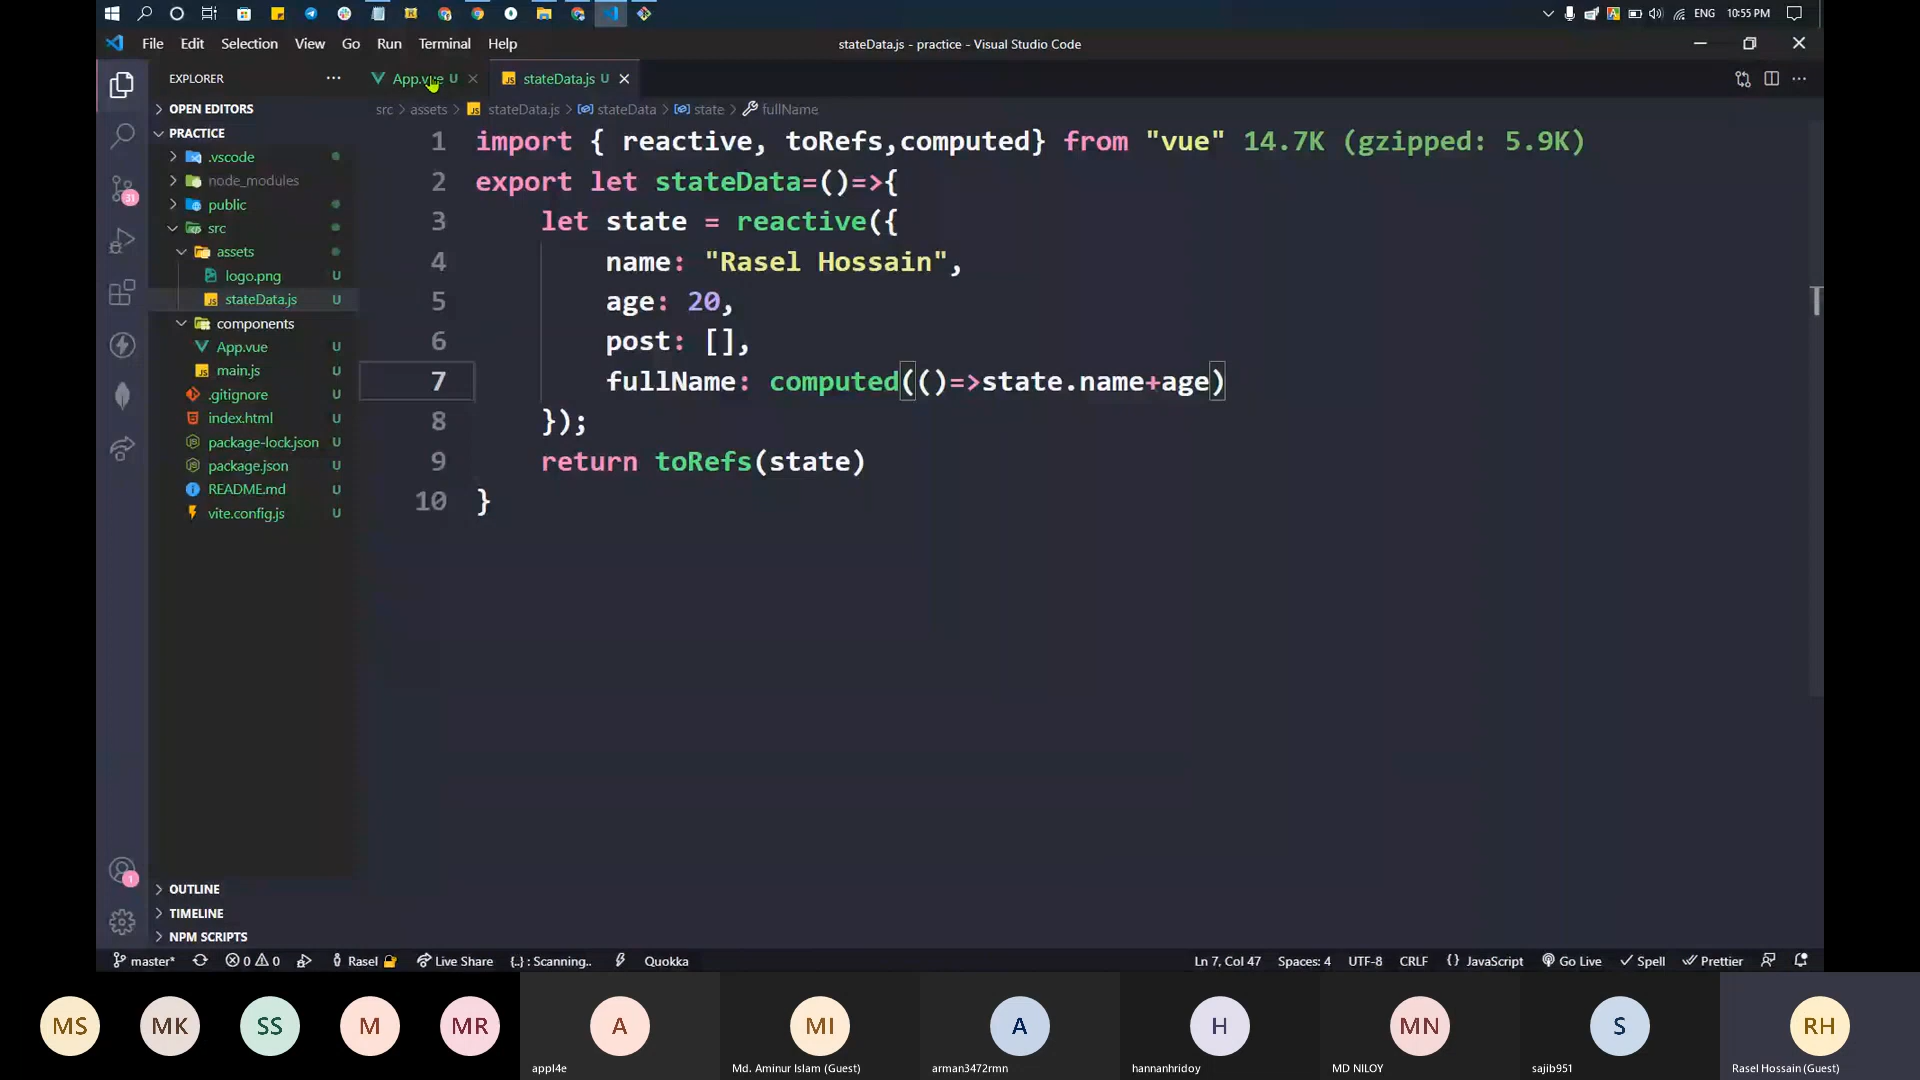 ENG 10:55 PM
File Edit Selection View Go Run Terminal Help
stateData.js - practice - Visual Studio Code
EXPLORER ···
App.vue U
stateData.js U
OPEN EDITORS
src > assets > stateData.js > stateData > state > fullName
PRACTICE
.vscode
node_modules
public
src
assets
logo.png U
stateData.js U
components
App.vue U
main.js U
.gitignore U
index.html U
package-lock.json U
package.json U
README.md U
vite.config.js U
OUTLINE
TIMELINE
NPM SCRIPTS
31
1
1 import { reactive, toRefs,computed} from "vue" 14.7K (gzipped: 5.9K)
2 export let stateData=()=>{
3 let state = reactive({
4 name: "Rasel Hossain",
5 age: 20,
6 post: [],
7 fullName: computed(()=>state.name+age)
8 });
9 return toRefs(state)
10 }
master* 0 0 Rasel Live Share {..} : Scanning.. Quokka
Ln 7, Col 47 Spaces: 4 UTF-8 CRLF {} JavaScript Go Live Spell Prettier
MS
MK
SS
M
MR
A
appl4e
MI
Md. Aminur Islam (Guest)
A
arman3472rmn
H
hannanhridoy
MN
MD NILOY
S
sajib951
RH
Rasel Hossain (Guest)